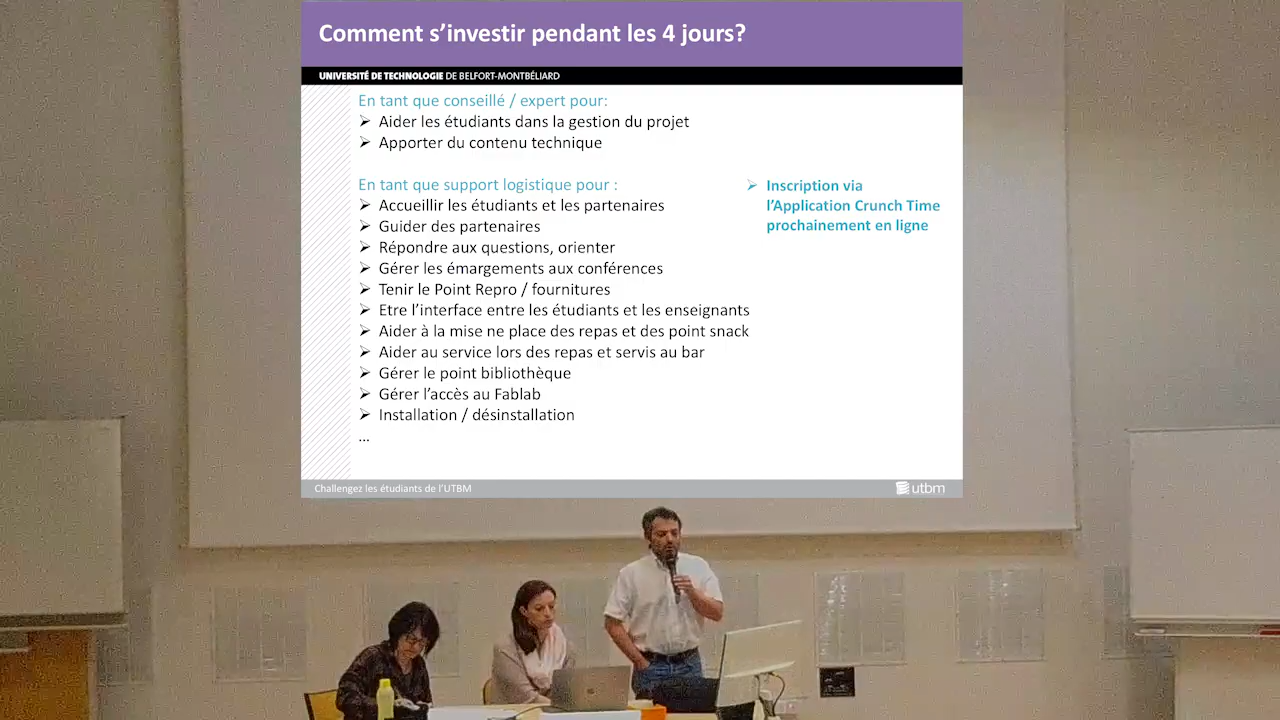 Comment s’investir pendant les 4 jours?
UNIVERSITÉ DE TECHNOLOGIE DE BELFORT-MONTBÉLIARD
En tant que conseillé / expert pour:
➢ Aider les étudiants dans la gestion du projet
➢ Apporter du contenu technique
En tant que support logistique pour :
➢ Accueillir les étudiants et les partenaires
➢ Guider des partenaires
➢ Répondre aux questions, orienter
➢ Gérer les émargements aux conférences
➢ Tenir le Point Repro / fournitures
➢ Etre l’interface entre les étudiants et les enseignants
➢ Aider à la mise ne place des repas et des point snack
➢ Aider au service lors des repas et servis au bar
➢ Gérer le point bibliothèque
➢ Gérer l’accès au Fablab
➢ Installation / désinstallation
...
➢ Inscription via
l’Application Crunch Time
prochainement en ligne
Challengez les étudiants de l’UTBM
utbm